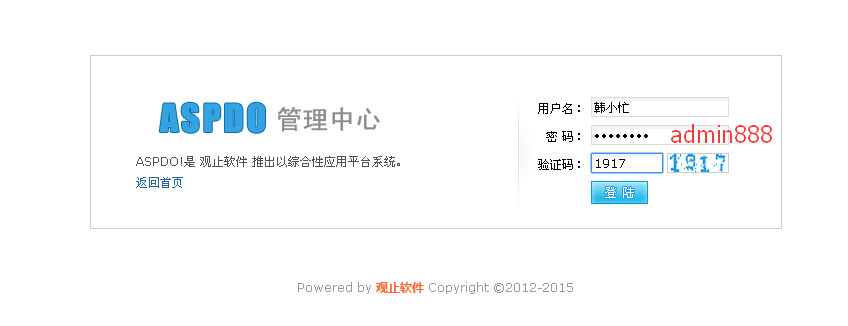 ASPDO 管理中心
ASPDO!是 观止软件 推出以综合性应用平台系统。
返回首页
用户名： 韩小忙
密 码： •••••••• admin888
验证码： 1917 1917
登 陆
Powered by 观止软件 Copyright ©2012-2015